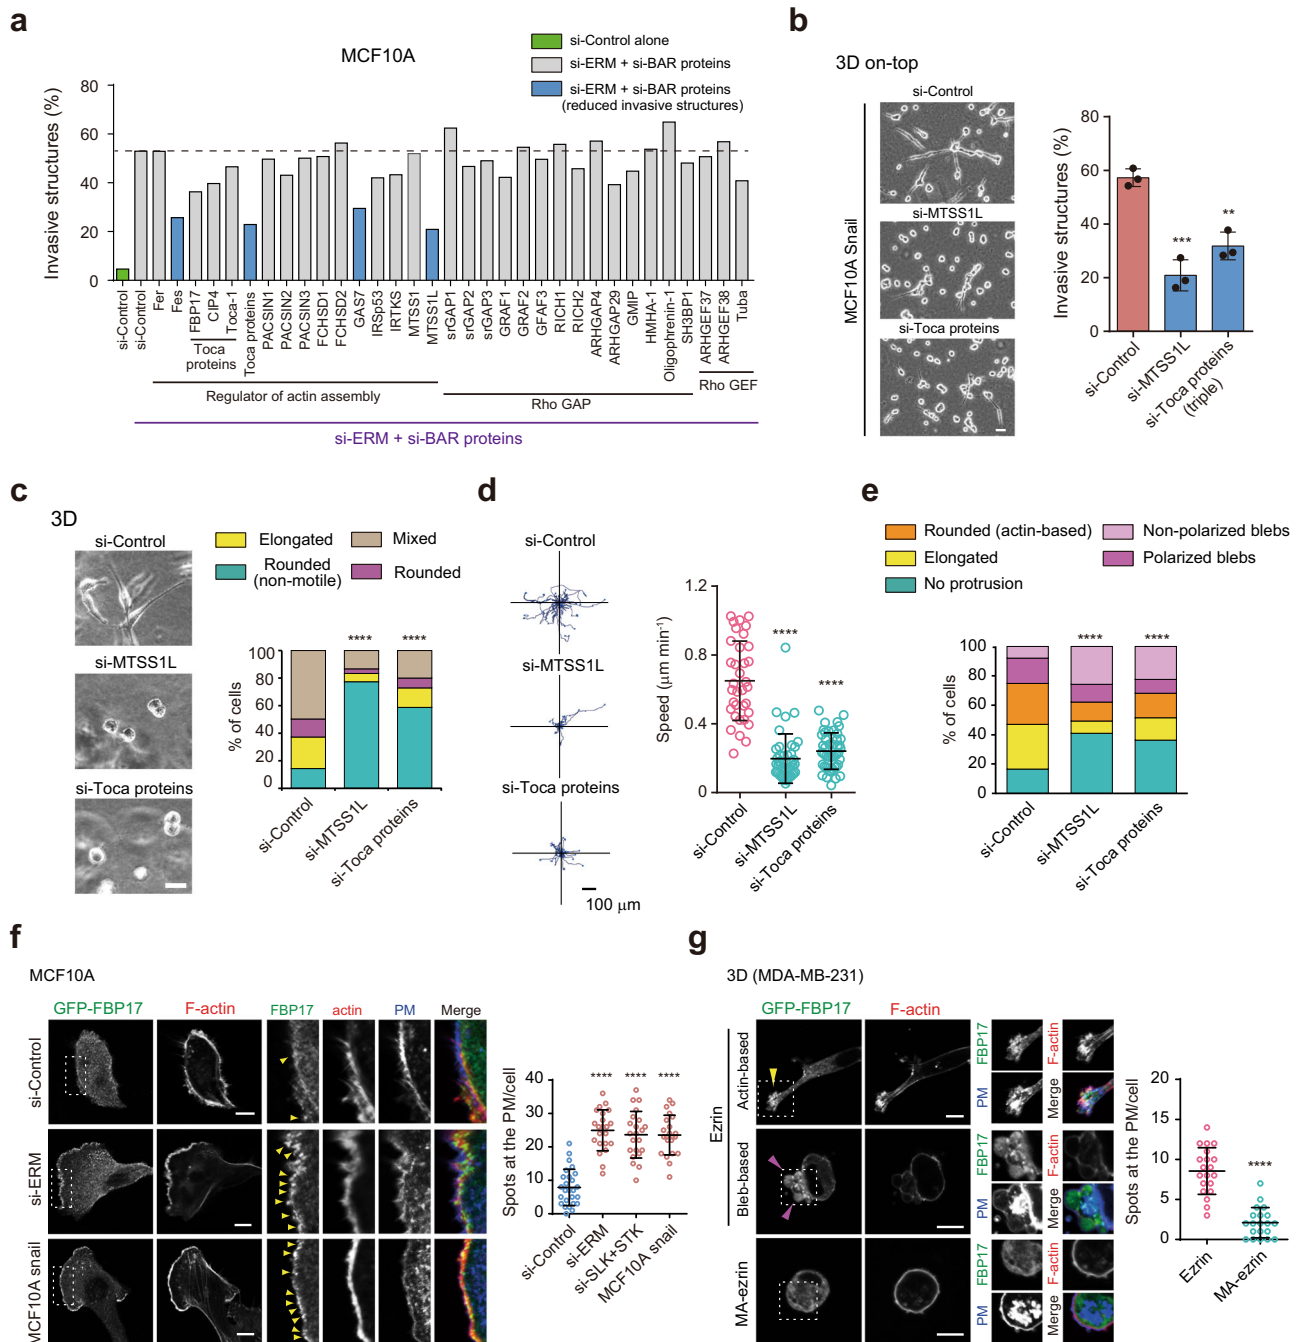 a
MCF10A
si-Control alone
si-ERM + si-BAR proteins
si-ERM + si-BAR proteins
(reduced invasive structures)
Invasive structures (%)
80
60
40
20
0
si-Control
si-Control
Fer
Fes
FBP17
CIP4
Toca-1
Toca proteins
PACSIN1
PACSIN2
PACSIN3
FCHSD1
FCHSD2
GAS7
IRSp53
IRTKS
MTSS1
MTSS1L
srGAP1
srGAP2
srGAP3
GRAF1
GRAF2
GFAF3
RICH1
RICH2
ARHGAP4
ARHGAP29
GMIP
HMHA-1
Oligophrenin-1
SH3BP1
ARHGEF37
ARHGEF38
Tuba
Toca
proteins
Regulator of actin assembly
Rho GAP
Rho GEF
si-ERM + si-BAR proteins
b
3D on-top
MCF10A Snail
si-Control
si-MTSS1L
si-Toca proteins
Invasive structures (%)
80
60
40
20
0
***
**
si-Control
si-MTSS1L
si-Toca proteins
(triple)
c
3D
si-Control
si-MTSS1L
si-Toca proteins
Elongated
Mixed
Rounded
(non-motile)
Rounded
% of cells
100
80
60
40
20
0
****
****
si-Control
si-MTSS1L
si-Toca proteins
d
si-Control
si-MTSS1L
si-Toca proteins
100 μm
Speed (μm min⁻¹)
1.2
0.8
0.4
0
****
****
si-Control
si-MTSS1L
si-Toca proteins
e
Rounded (actin-based)
Non-polarized blebs
Elongated
Polarized blebs
No protrusion
% of cells
100
80
60
40
20
0
****
****
si-Control
si-MTSS1L
si-Toca proteins
f
MCF10A
GFP-FBP17
F-actin
FBP17
actin
PM
Merge
si-Control
si-ERM
MCF10A snail
Spots at the PM/cell
40
30
20
10
0
****
****
****
si-Control
si-ERM
si-SLK+STK
MCF10A snail
g
3D (MDA-MB-231)
GFP-FBP17
F-actin
Ezrin
Actin-based
Bleb-based
MA-ezrin
FBP17
F-actin
PM
Merge
FBP17
F-actin
PM
Merge
FBP17
F-actin
PM
Merge
Spots at the PM/cell
20
15
10
5
0
****
Ezrin
MA-ezrin